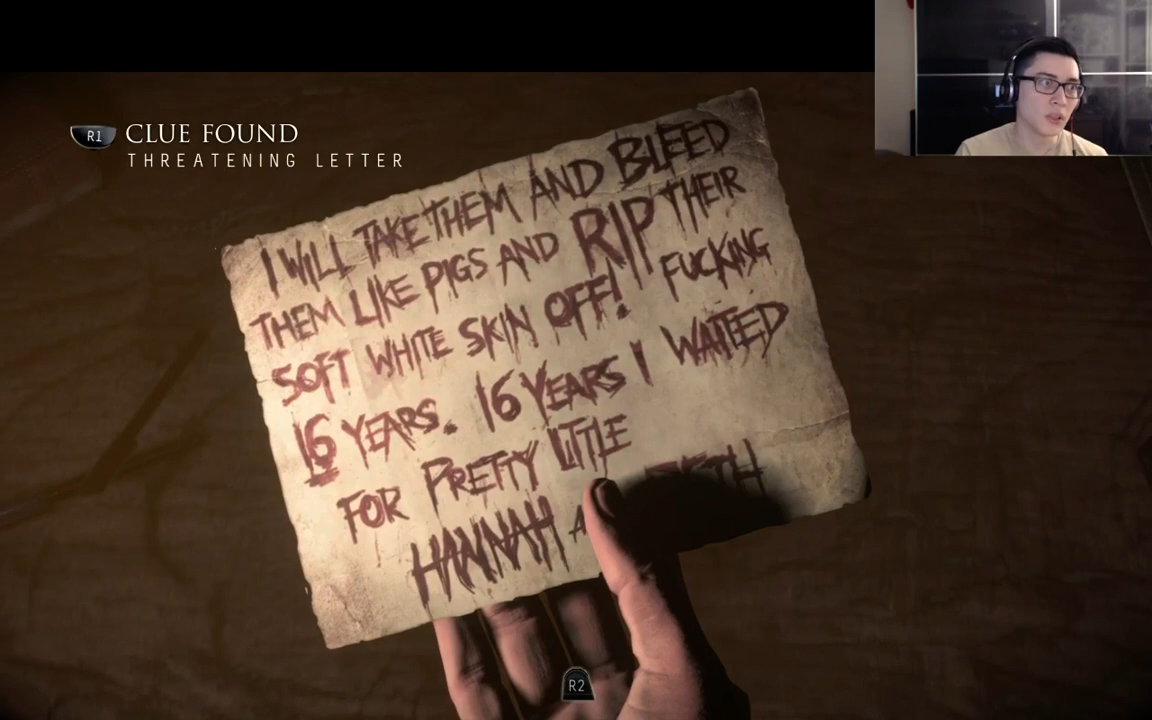 R1 CLUE FOUND
THREATENING LETTER
I WILL TAKE THEM AND BLEED
THEM LIKE PIGS AND RIP THEIR
SOFT WHITE SKIN OFF! FUCKING
16 YEARS. 16 YEARS I WAITED
FOR PRETTY LITTLE
HANNAH
R2